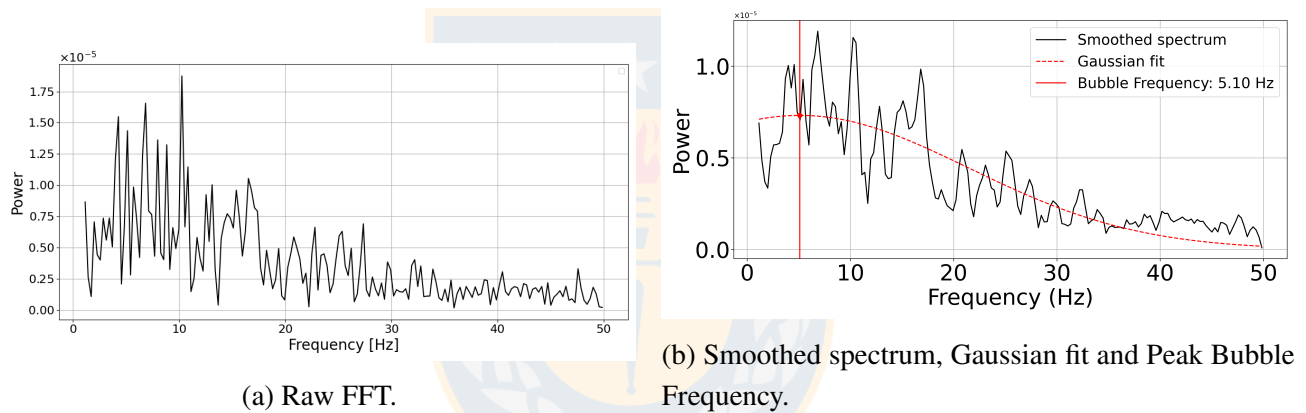 ×10⁻⁵
1.75
1.50
1.25
1.00
0.75
0.50
0.25
0.00
Power
0 10 20 30 40 50
Frequency [Hz]
(a) Raw FFT.
×10⁻⁵
1.0
0.5
0.0
Power
Smoothed spectrum
Gaussian fit
Bubble Frequency: 5.10 Hz
0 10 20 30 40 50
Frequency (Hz)
(b) Smoothed spectrum, Gaussian fit and Peak Bubble
Frequency.